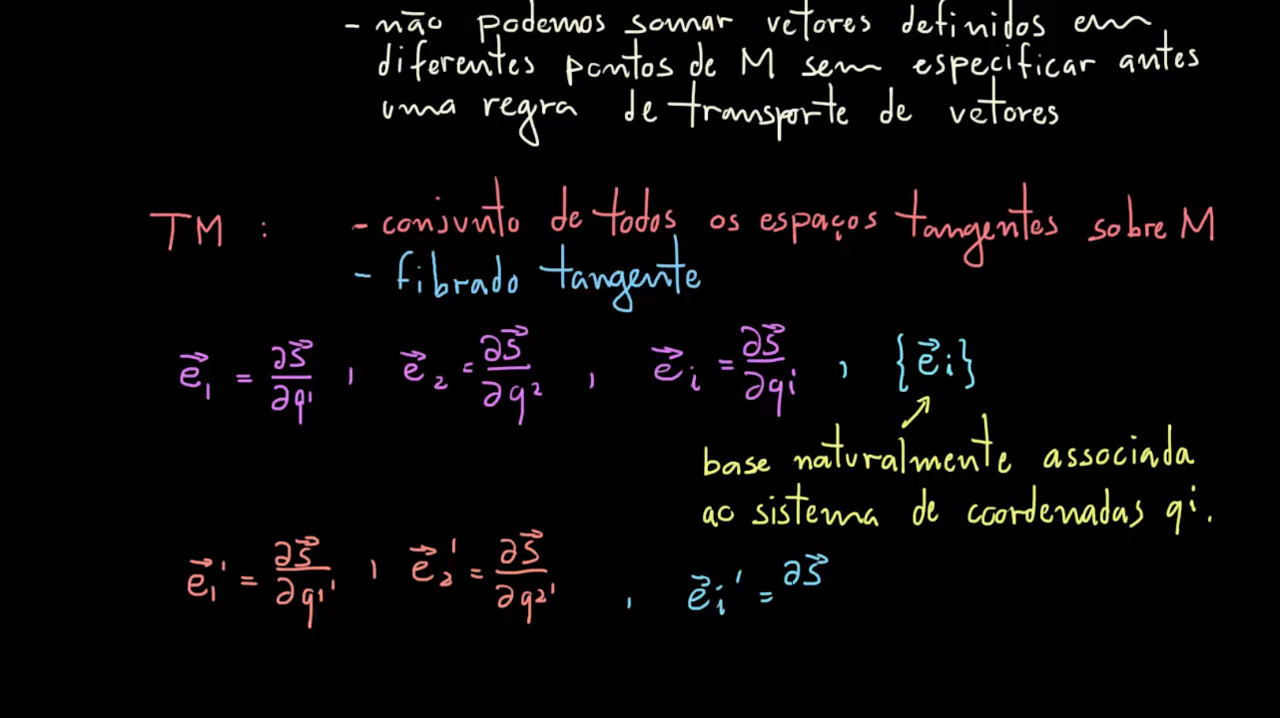 - não podemos somar vetores definidos em
diferentes pontos de M sem especificar antes
uma regra de transporte de vetores
TM : - conjunto de todos os espaços tangentes sobre M
- fibrado tangente
e⃗₁ = ∂S⃗/∂q¹ , e⃗₂ = ∂S⃗/∂q² , e⃗ᵢ = ∂S⃗/∂qⁱ , {e⃗ᵢ}
base naturalmente associada
ao sistema de coordenadas qⁱ.
e⃗₁' = ∂S⃗/∂q¹' , e⃗₂' = ∂S⃗/∂q²' , e⃗ᵢ' = ∂S⃗